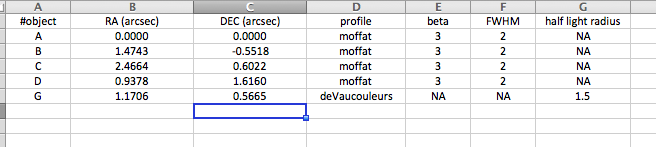 A B C D E F G
#object RA (arcsec) DEC (arcsec) profile beta FWHM half light radius
A 0.0000 0.0000 moffat 3 2 NA
B 1.4743 -0.5518 moffat 3 2 NA
C 2.4664 0.6022 moffat 3 2 NA
D 0.9378 1.6160 moffat 3 2 NA
G 1.1706 0.5665 deVaucouleurs NA NA 1.5